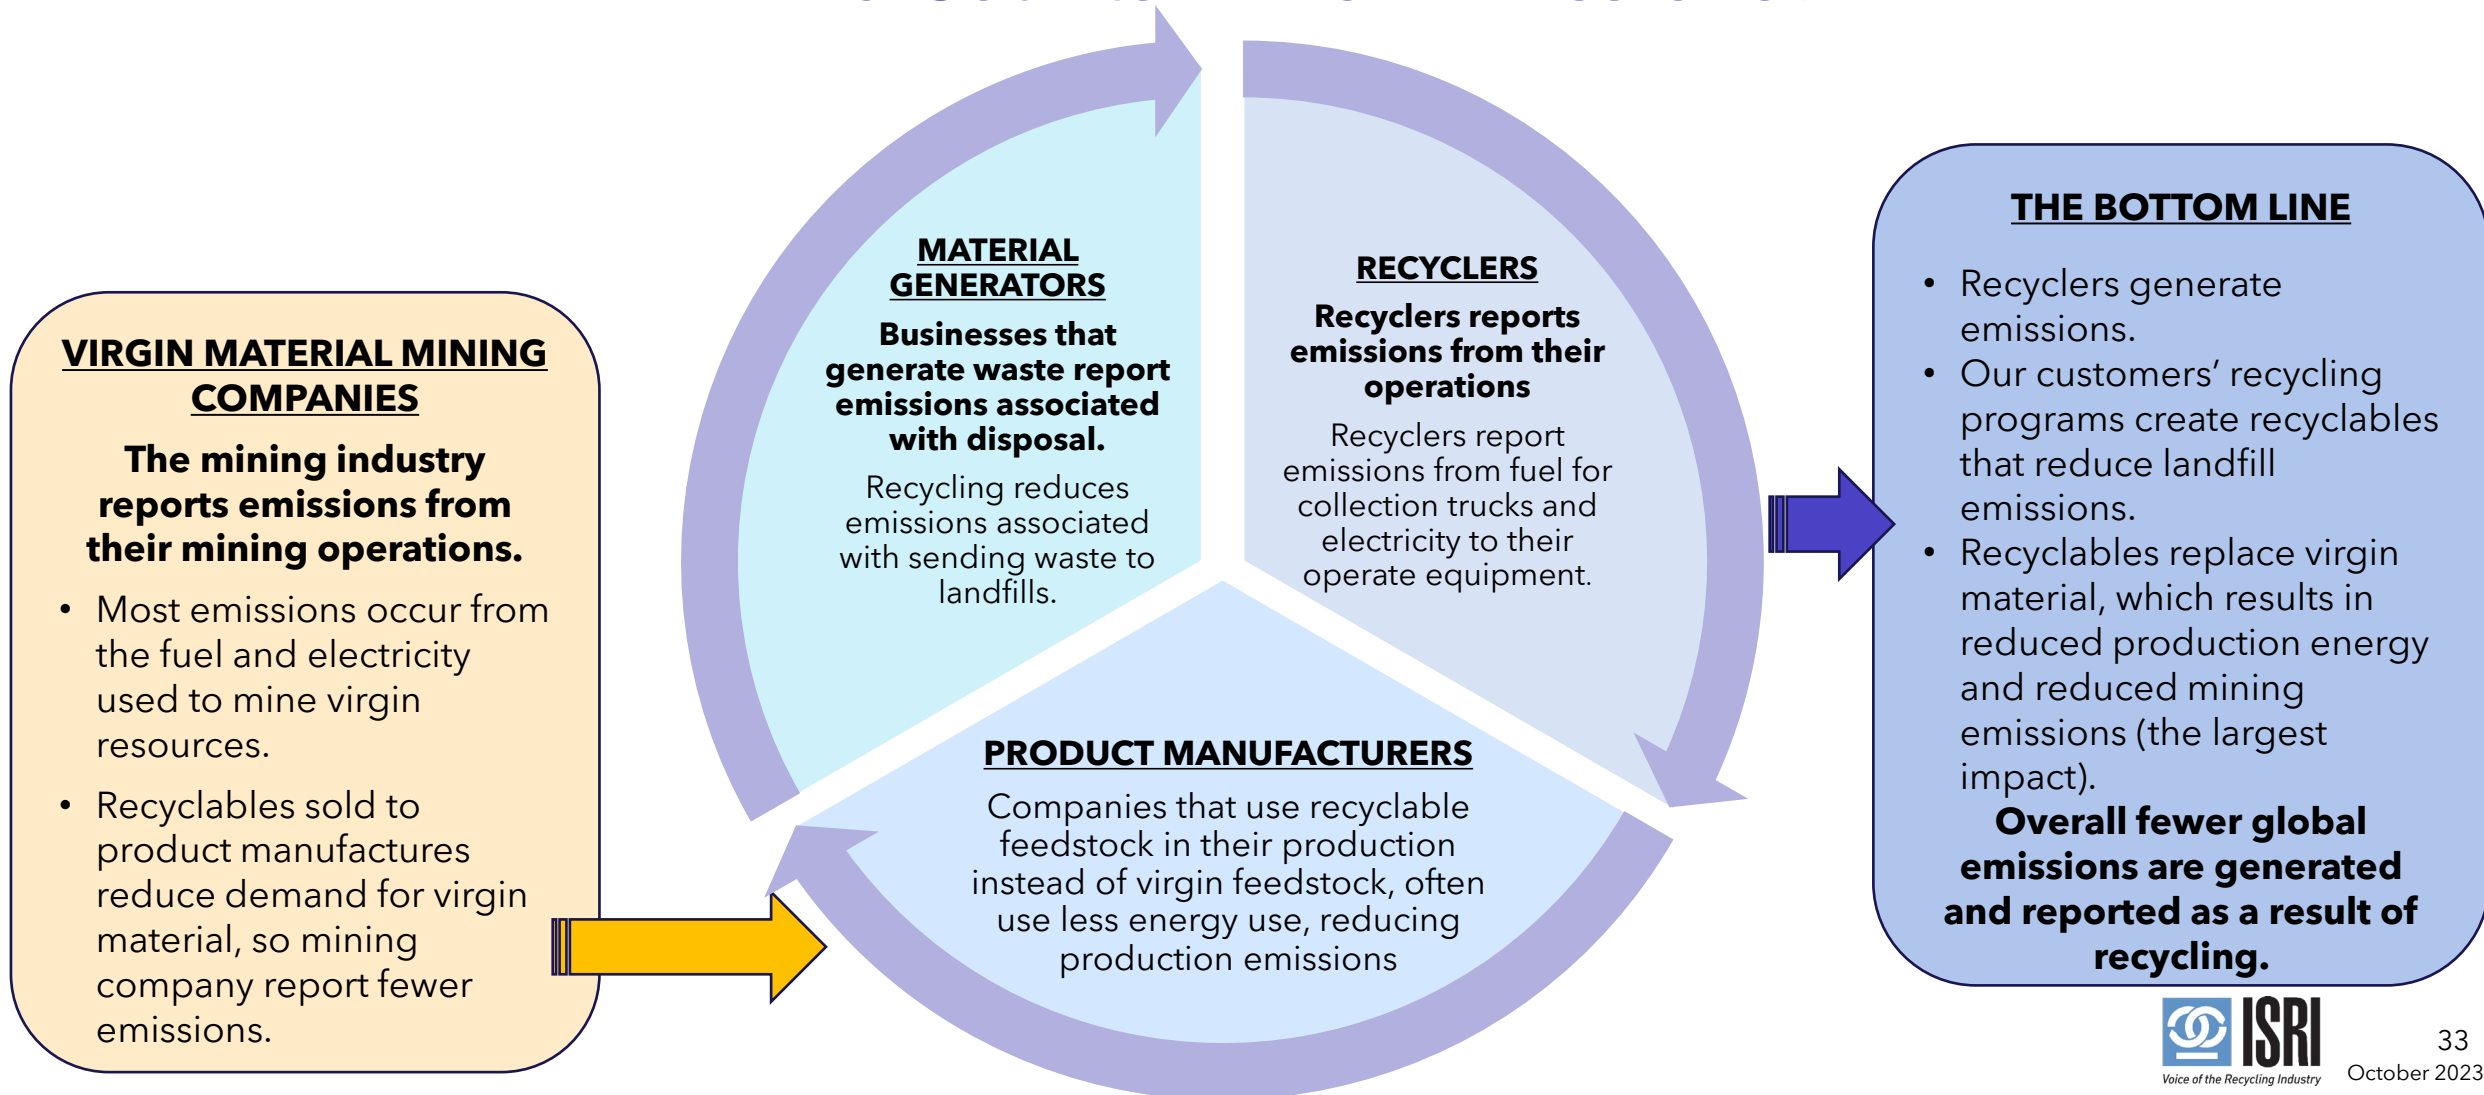 VIRGIN MATERIAL MINING
COMPANIES
The mining industry
reports emissions from
their mining operations.
• Most emissions occur from
the fuel and electricity
used to mine virgin
resources.
• Recyclables sold to
product manufactures
reduce demand for virgin
material, so mining
company report fewer
emissions.
MATERIAL
GENERATORS
Businesses that
generate waste report
emissions associated
with disposal.
Recycling reduces
emissions associated
with sending waste to
landfills.
RECYCLERS
Recyclers reports
emissions from their
operations
Recyclers report
emissions from fuel for
collection trucks and
electricity to their
operate equipment.
PRODUCT MANUFACTURERS
Companies that use recyclable
feedstock in their production
instead of virgin feedstock, often
use less energy use, reducing
production emissions
THE BOTTOM LINE
• Recyclers generate
emissions.
• Our customers’ recycling
programs create recyclables
that reduce landfill
emissions.
• Recyclables replace virgin
material, which results in
reduced production energy
and reduced mining
emissions (the largest
impact).
Overall fewer global
emissions are generated
and reported as a result of
recycling.
ISRI
Voice of the Recycling Industry
33
October 2023